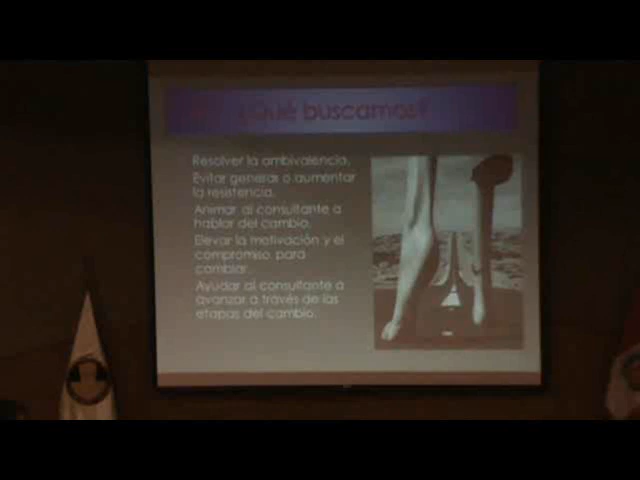 ¿Qué buscamos?
Resolver la ambivalencia.
Evitar generar o aumentar
la resistencia.
Animar al consultante a
hablar del cambio.
Elevar la motivación y el
compromiso para
cambiar.
Ayudar al consultante a
avanzar a través de las
etapas del cambio.